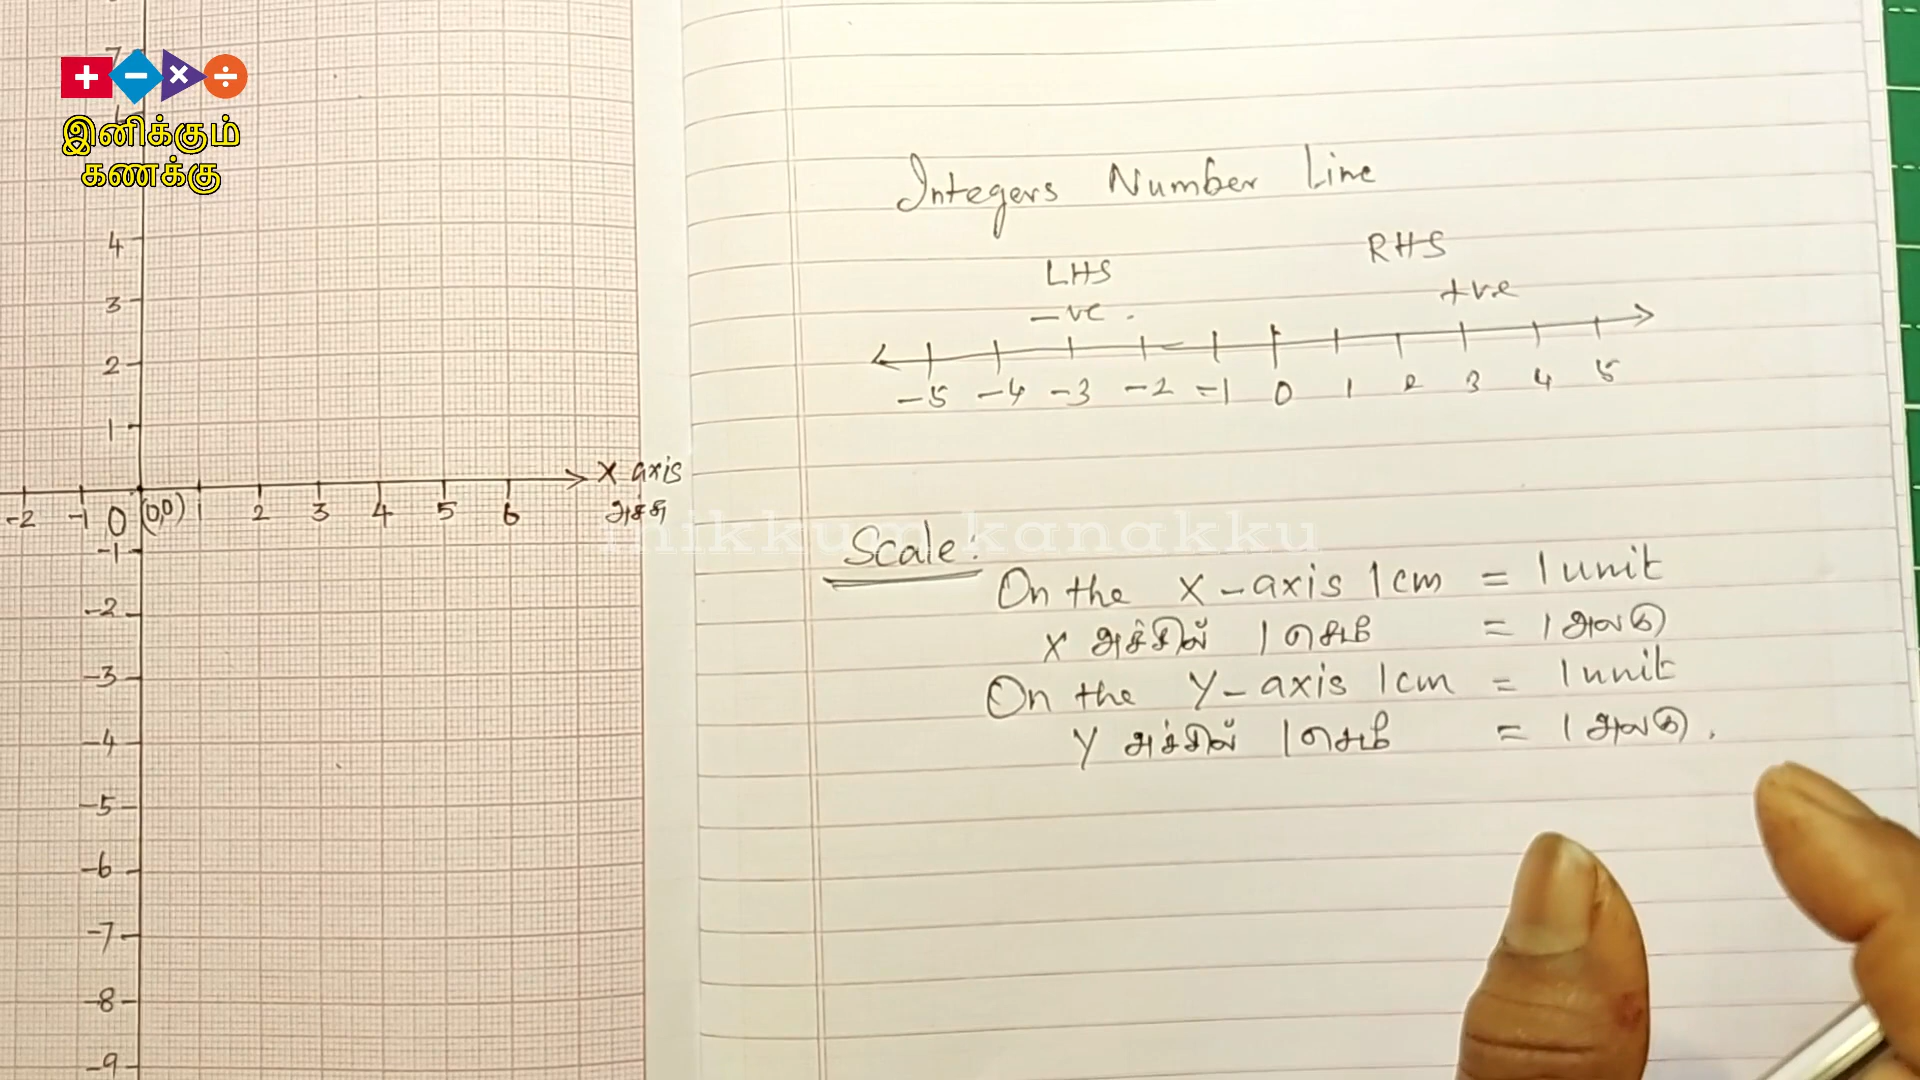 + − × ÷
இனிக்கும்
கணக்கு
7
4
3
2
1
X axis
அச்சு
-2 -1 0 (0,0) 1 2 3 4 5 6
-1
-2
-3
-4
-5
-6
-7
-8
-9
Integers Number Line
LHS RHS
-ve +ve
-5 -4 -3 -2 -1 0 1 2 3 4 5
inikkum kanakku
Scale:
On the X-axis 1cm = 1 unit
X அச்சில் 1 செமீ = 1 அலகு
On the Y-axis 1cm = 1 unit
Y அச்சில் 1 செமீ = 1 அலகு.